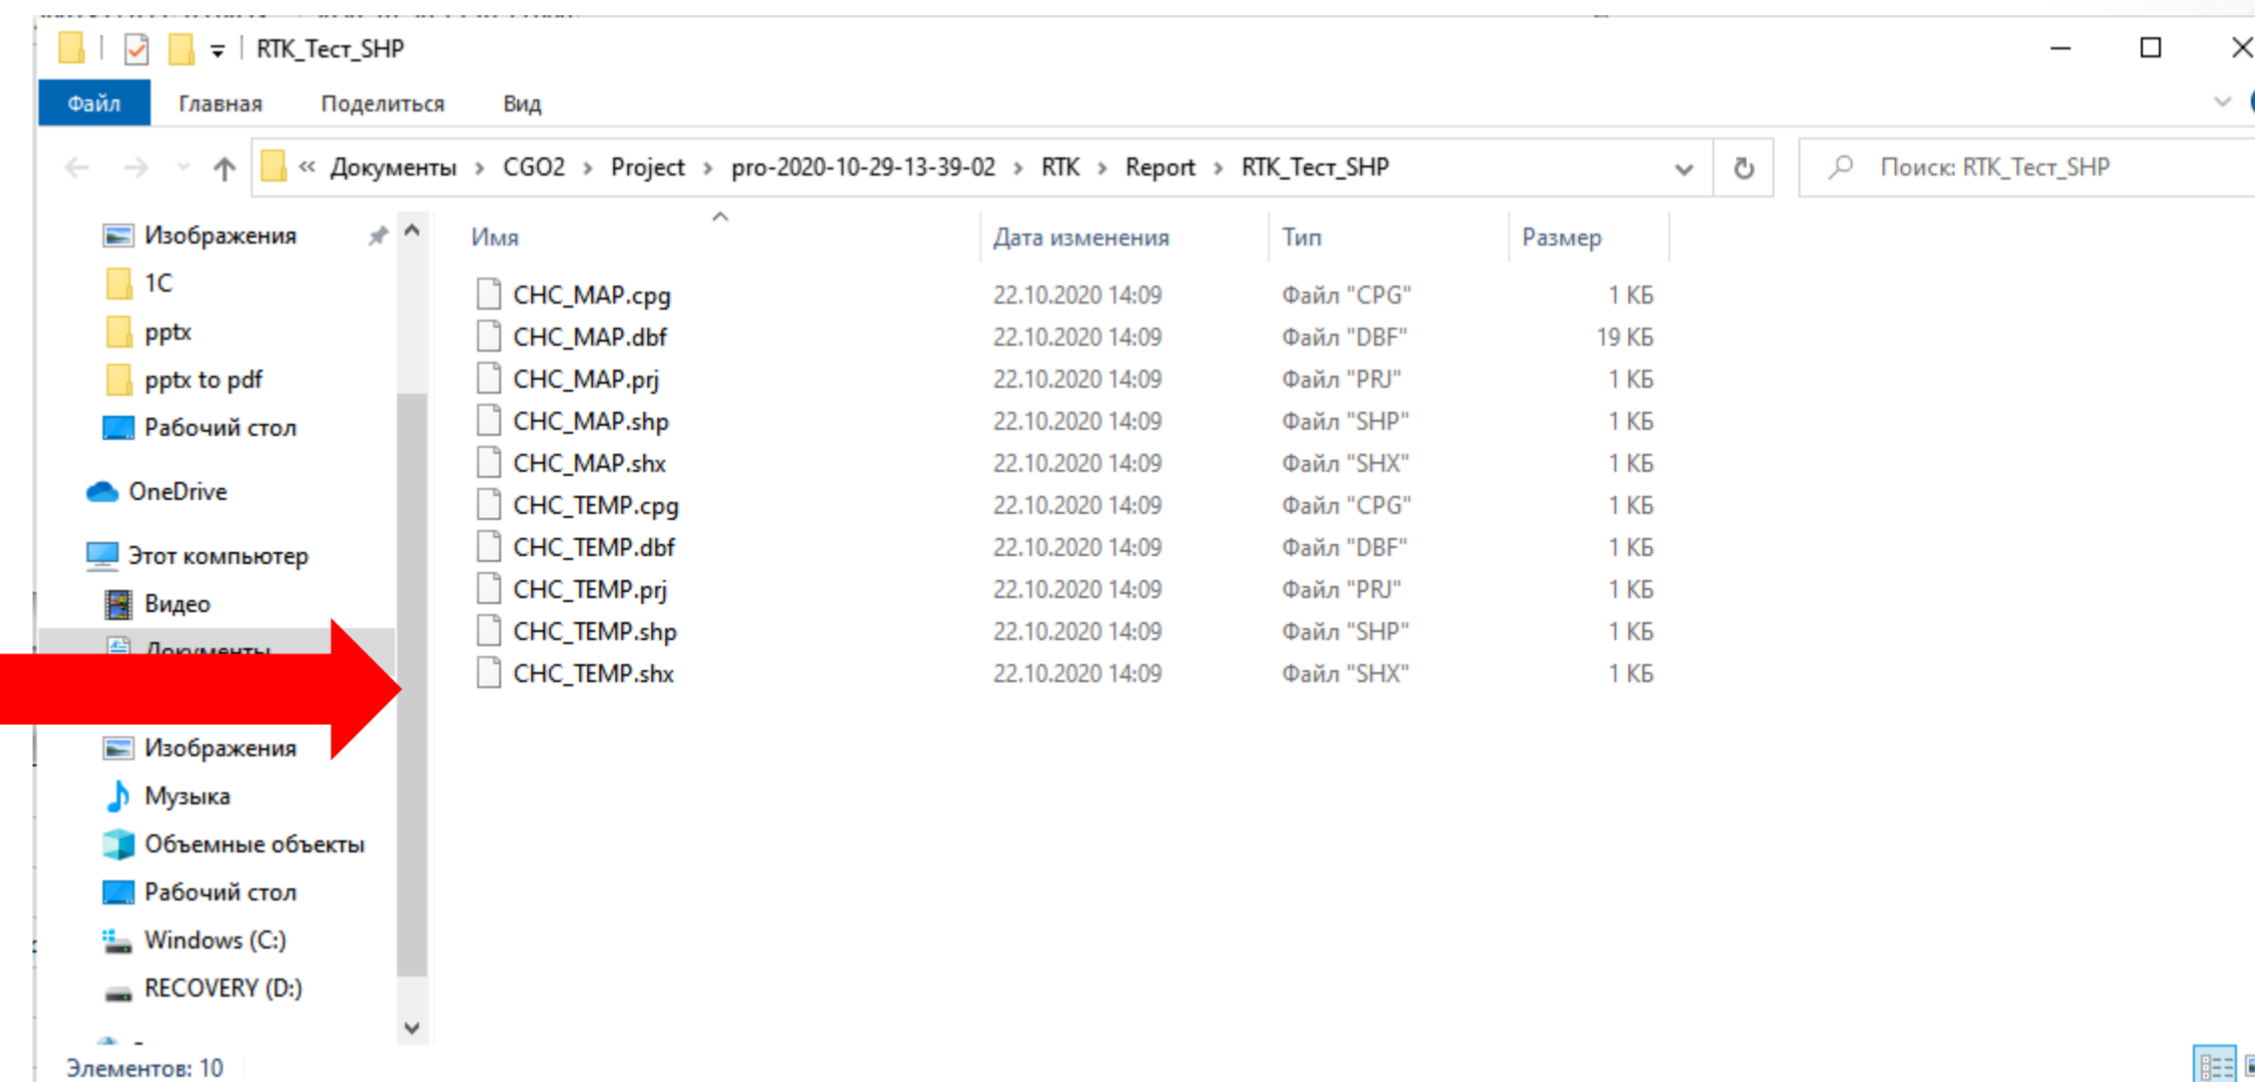 RTK_Тест_SHP
Файл Главная Поделиться Вид
« Документы > CGO2 > Project > pro-2020-10-29-13-39-02 > RTK > Report > RTK_Тест_SHP Поиск: RTK_Тест_SHP
Изображения
1C
pptx
pptx to pdf
Рабочий стол
OneDrive
Этот компьютер
Видео
Документы
Изображения
Музыка
Объемные объекты
Рабочий стол
Windows (C:)
RECOVERY (D:)
Имя Дата изменения Тип Размер
CHC_MAP.cpg 22.10.2020 14:09 Файл "CPG" 1 КБ
CHC_MAP.dbf 22.10.2020 14:09 Файл "DBF" 19 КБ
CHC_MAP.prj 22.10.2020 14:09 Файл "PRJ" 1 КБ
CHC_MAP.shp 22.10.2020 14:09 Файл "SHP" 1 КБ
CHC_MAP.shx 22.10.2020 14:09 Файл "SHX" 1 КБ
CHC_TEMP.cpg 22.10.2020 14:09 Файл "CPG" 1 КБ
CHC_TEMP.dbf 22.10.2020 14:09 Файл "DBF" 1 КБ
CHC_TEMP.prj 22.10.2020 14:09 Файл "PRJ" 1 КБ
CHC_TEMP.shp 22.10.2020 14:09 Файл "SHP" 1 КБ
CHC_TEMP.shx 22.10.2020 14:09 Файл "SHX" 1 КБ
Элементов: 10